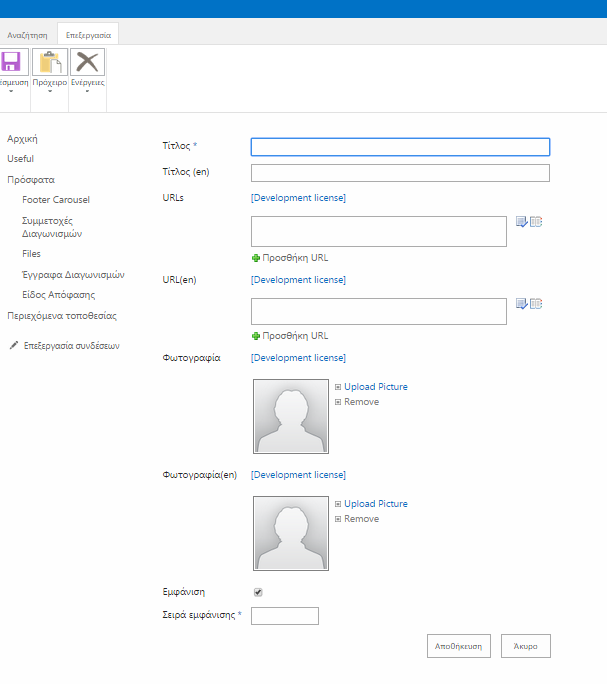 Αναζήτηση Επεξεργασία
έσμευση Πρόχειρο Ενέργειες
Αρχική
Useful
Πρόσφατα
Footer Carousel
Συμμετοχές
Διαγωνισμών
Files
Έγγραφα Διαγωνισμών
Είδος Απόφασης
Περιεχόμενα τοποθεσίας
Επεξεργασία συνδέσεων
Τίτλος *
Τίτλος (en)
URLs [Development license]
Προσθήκη URL
URL(en) [Development license]
Προσθήκη URL
Φωτογραφία [Development license]
Upload Picture
Remove
Φωτογραφία(en) [Development license]
Upload Picture
Remove
Εμφάνιση
Σειρά εμφάνισης *
Αποθήκευση Άκυρο